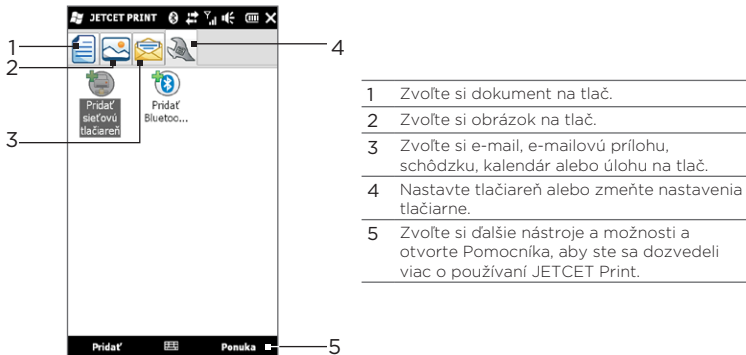 JETCET PRINT
1
2
3
4
Pridať
sieťovú
tlačiareň
Pridať
Bluetoo...
Pridať
Ponuka
5
1 Zvoľte si dokument na tlač.
2 Zvoľte si obrázok na tlač.
3 Zvoľte si e-mail, e-mailovú prílohu,
schôdzku, kalendár alebo úlohu na tlač.
4 Nastavte tlačiareň alebo zmeňte nastavenia
tlačiarne.
5 Zvoľte si ďalšie nástroje a možnosti a
otvorte Pomocníka, aby ste sa dozvedeli
viac o používaní JETCET Print.